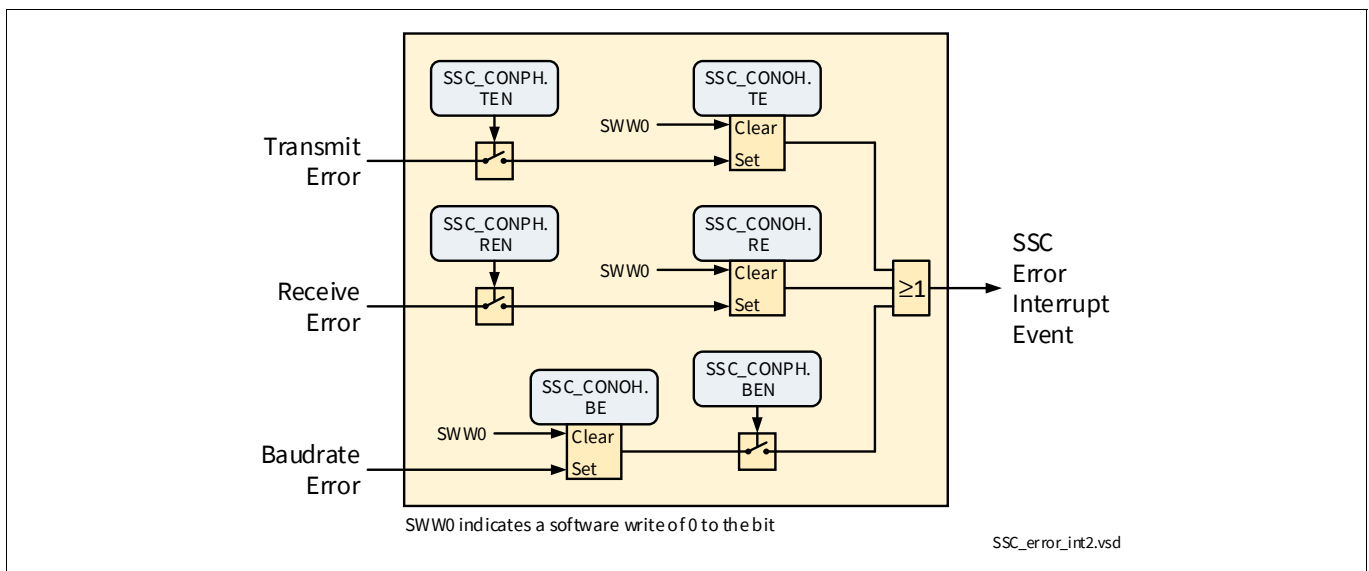 SSC_CONPH.
TEN
SSC_CONOH.
TE
SWW0
Clear
Set
Transmit
Error
SSC_CONPH.
REN
SSC_CONOH.
RE
SWW0
Clear
Set
Receive
Error
≥1
SSC
Error
Interrupt
Event
SSC_CONOH.
BE
SSC_CONPH.
BEN
SWW0
Clear
Set
Baudrate
Error
SWW0 indicates a software write of 0 to the bit
SSC_error_int2.vsd